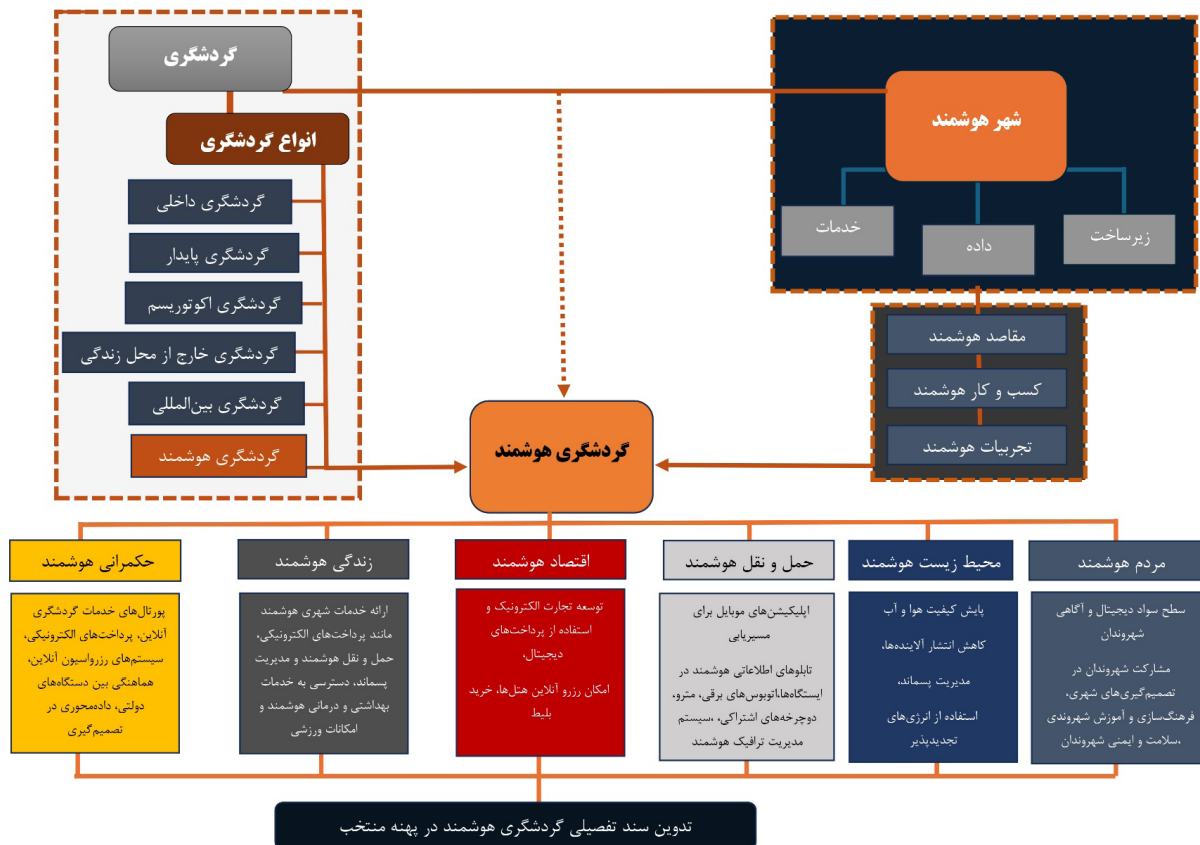 گردشگری
انواع گردشگری
گردشگری داخلی
گردشگری پایدار
گردشگری اکوتوریسم
گردشگری خارج از محل زندگی
گردشگری بین‌المللی
گردشگری هوشمند
شهر هوشمند
زیرساخت
داده
خدمات
مقاصد هوشمند
کسب و کار هوشمند
تجربیات هوشمند
گردشگری هوشمند
مردم هوشمند
سطح سواد دیجیتال و آگاهی
شهروندان
مشارکت شهروندان در
تصمیم‌گیری‌های شهری،
فرهنگ‌سازی و آموزش شهروندی
،سلامت و ایمنی شهروندان
محیط زیست هوشمند
پایش کیفیت هوا و آب
کاهش انتشار آلاینده‌ها،
مدیریت پسماند،
استفاده از انرژی‌های
تجدیدپذیر
حمل و نقل هوشمند
اپلیکیشن‌های موبایل برای
مسیریابی
تابلوهای اطلاعاتی هوشمند در
ایستگاه‌ها،اتوبوس‌های برقی، مترو،
دوچرخه‌های اشتراکی، ،سیستم
مدیریت ترافیک هوشمند
اقتصاد هوشمند
توسعه تجارت الکترونیک و
استفاده از پرداخت‌های
دیجیتال،
امکان رزرو آنلاین هتل‌ها، خرید
بلیط
زندگی هوشمند
ارائه خدمات شهری هوشمند
مانند پرداخت‌های الکترونیکی،
حمل و نقل هوشمند و مدیریت
پسماند، دسترسی به خدمات
بهداشتی و درمانی هوشمند و
امکانات ورزشی
حکمرانی هوشمند
پورتال‌های خدمات گردشگری
آنلاین، پرداخت‌های الکترونیکی،
سیستم‌های رزرواسیون آنلاین،
هماهنگی بین دستگاه‌های
دولتی، داده‌محوری در
تصمیم‌گیری
تدوین سند تفصیلی گردشگری هوشمند در پهنه منتخب